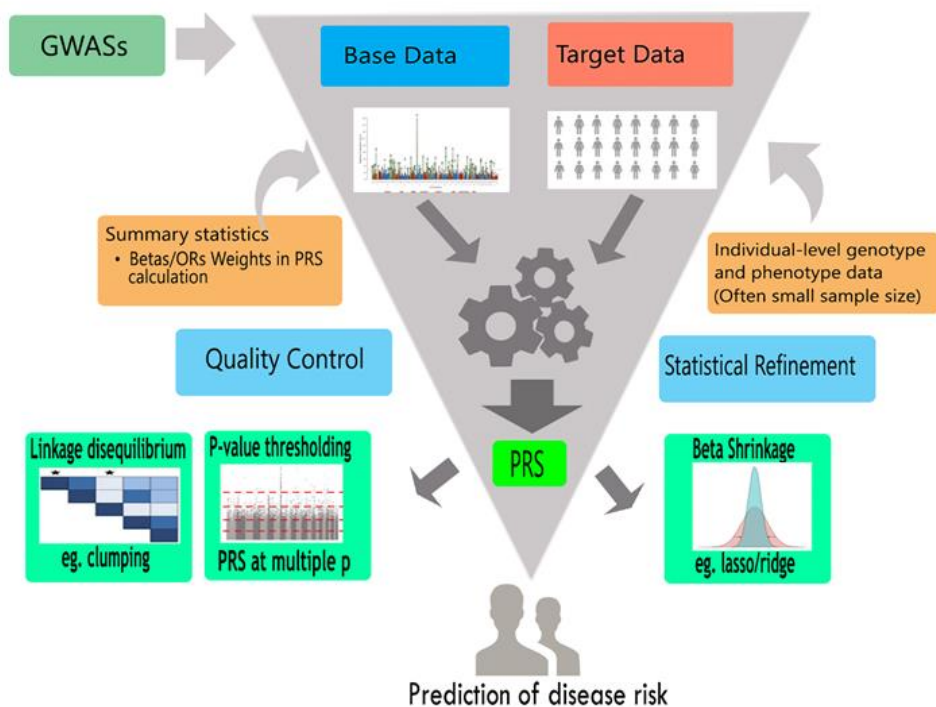 GWASs
Base Data
Target Data
Summary statistics
• Betas/ORs Weights in PRS
calculation
Individual-level genotype
and phenotype data
(Often small sample size)
Quality Control
Statistical Refinement
Linkage disequilibrium
eg. clumping
P-value thresholding
PRS at multiple p
PRS
Beta Shrinkage
eg. lasso/ridge
Prediction of disease risk